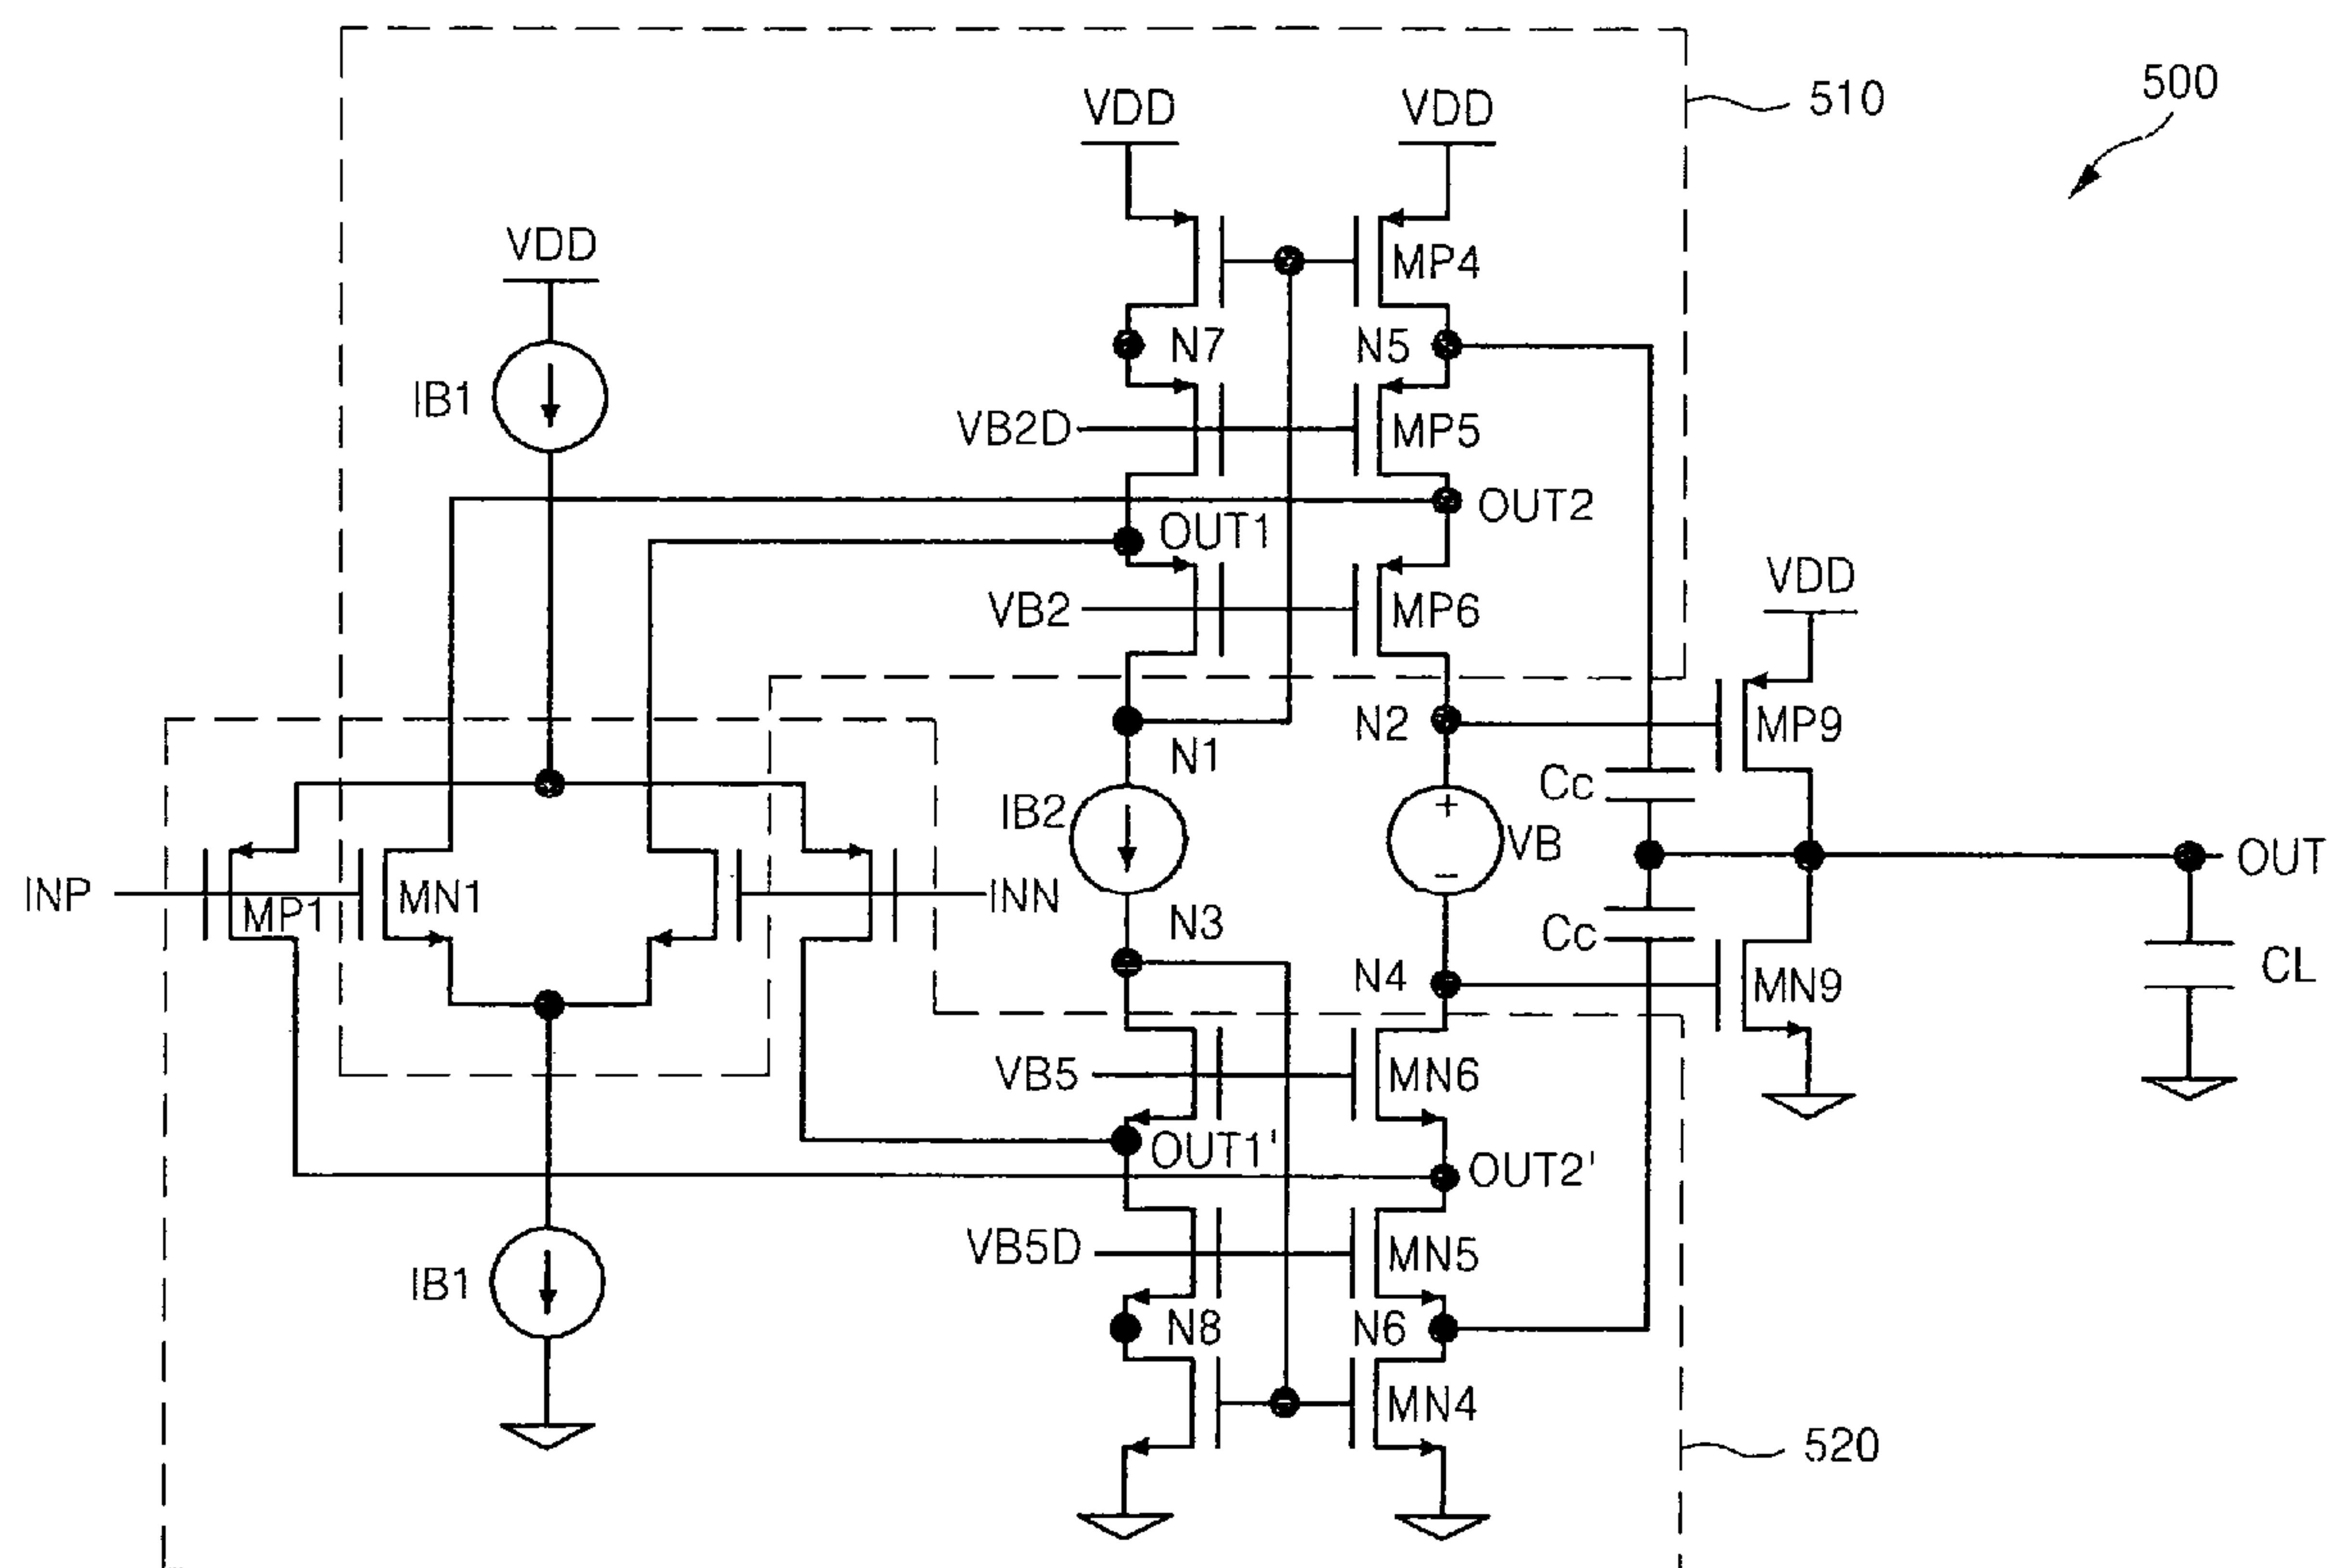 500
510
VDD
VDD
VDD
MP4
N7
N5
IB1
VB2D
MP5
OUT2
OUT1
VDD
VB2
MP6
N2
MP9
N1
Cc
IB2
VB
OUT
INP
MP1
MN1
INN
N3
Cc
N4
MN9
CL
VB5
MN6
OUT1'
OUT2'
VB5D
MN5
IB1
N8
N6
MN4
520
+
−